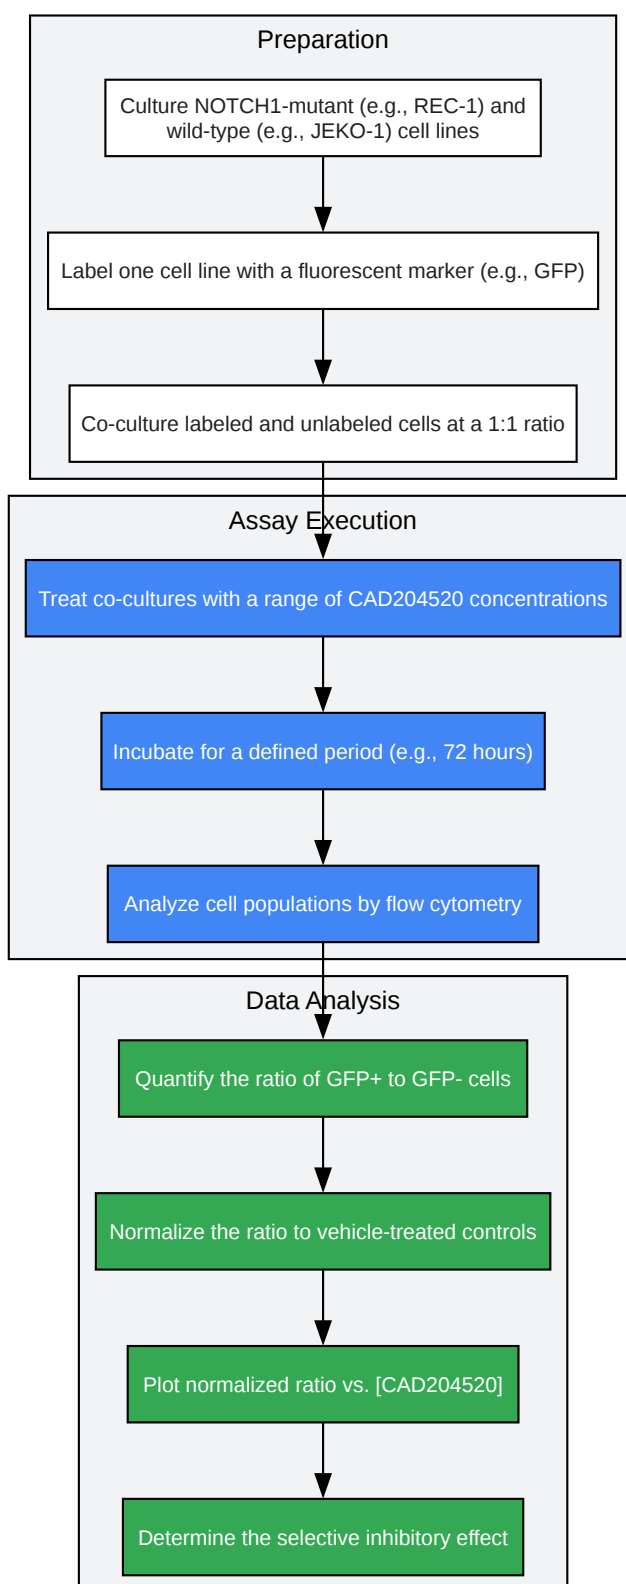 Preparation
Culture NOTCH1-mutant (e.g., REC-1) and
wild-type (e.g., JEKO-1) cell lines
Label one cell line with a fluorescent marker (e.g., GFP)
Co-culture labeled and unlabeled cells at a 1:1 ratio
Assay Execution
Treat co-cultures with a range of CAD204520 concentrations
Incubate for a defined period (e.g., 72 hours)
Analyze cell populations by flow cytometry
Data Analysis
Quantify the ratio of GFP+ to GFP- cells
Normalize the ratio to vehicle-treated controls
Plot normalized ratio vs. [CAD204520]
Determine the selective inhibitory effect